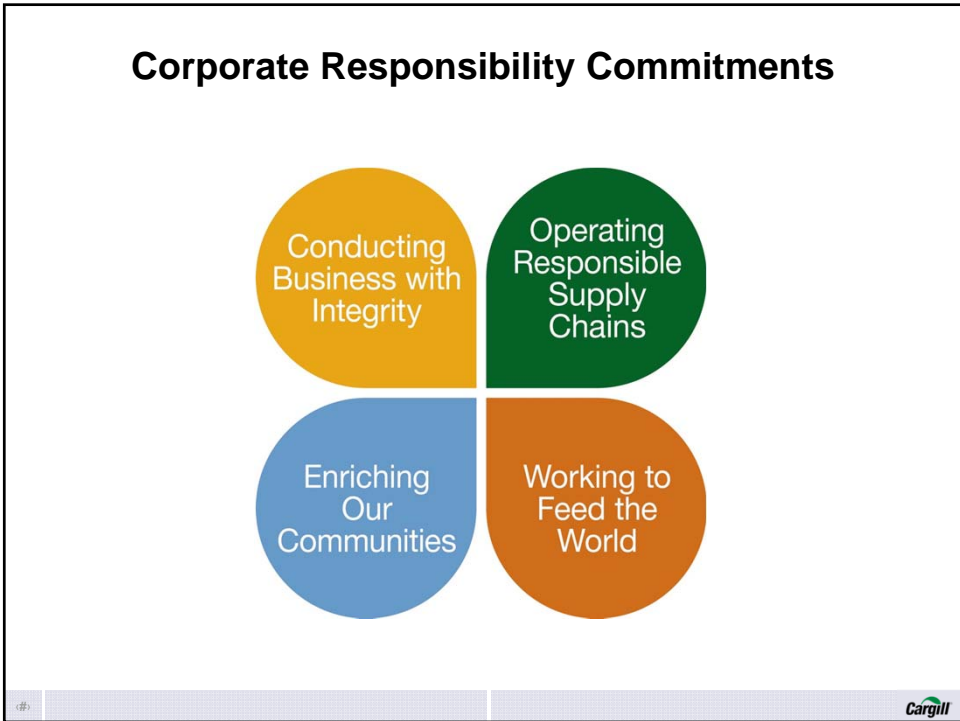 Corporate Responsibility Commitments
Conducting
Business with
Integrity
Operating
Responsible
Supply
Chains
Enriching
Our
Communities
Working to
Feed the
World
‹#›
Cargill